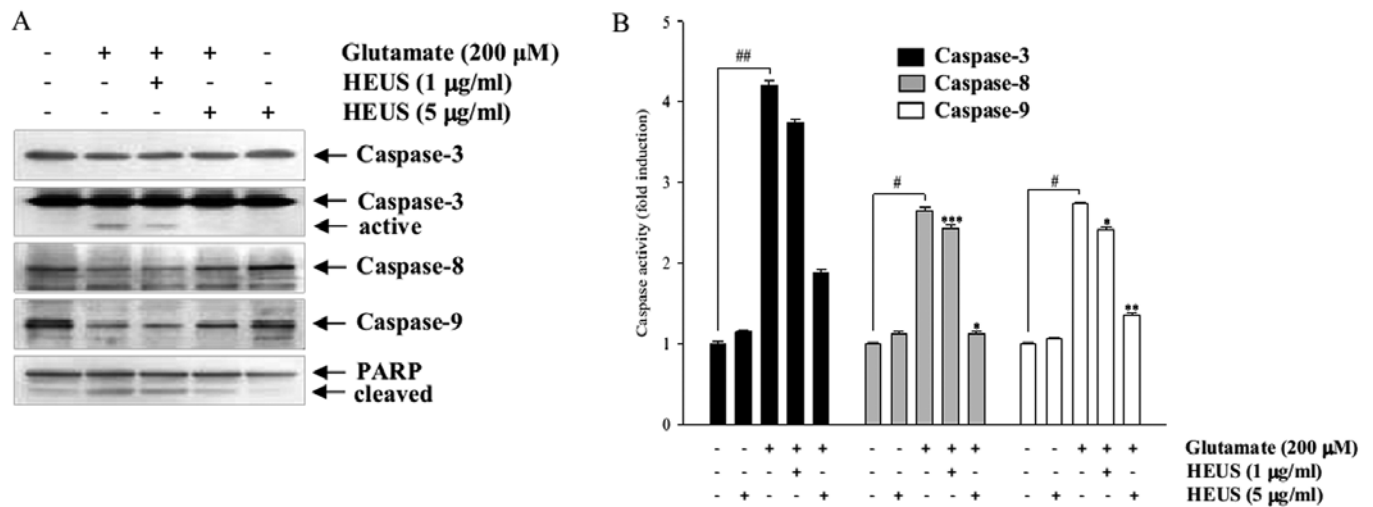 A
- + + + - Glutamate (200 µM)
- - + - - HEUS (1 µg/ml)
- - - + + HEUS (5 µg/ml)
Caspase-3
Caspase-3
active
Caspase-8
Caspase-9
PARP
cleaved
B
Caspase activity (fold induction)
5
4
3
2
1
0
Caspase-3
Caspase-8
Caspase-9
##
#
***
*
#
*
**
- - + + + - - + + + - - + + + Glutamate (200 µM)
- - - + - - - - + - - - - + - HEUS (1 µg/ml)
- + - - + - + - - + - + - - + HEUS (5 µg/ml)